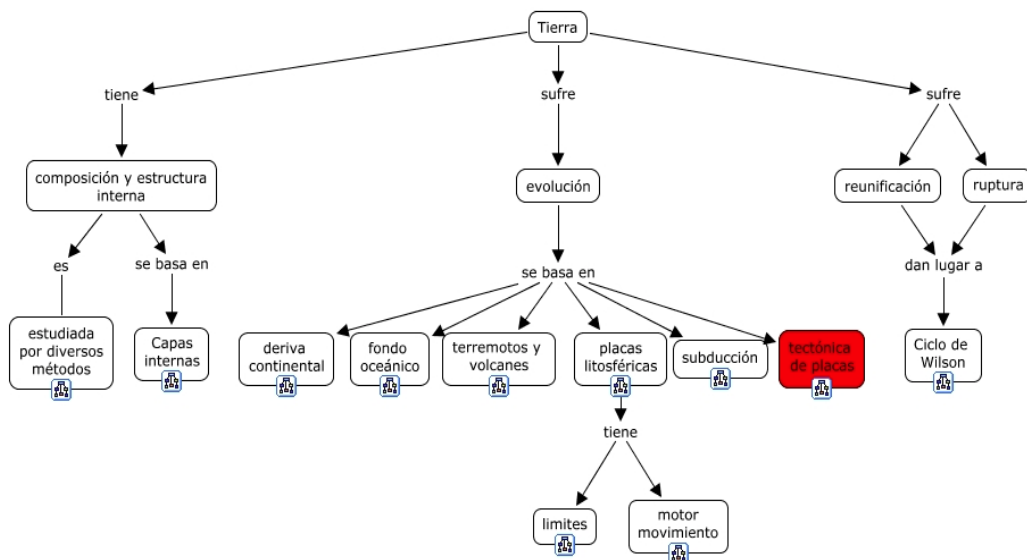 Tierra
tiene
sufre
sufre
composición y estructura
interna
evolución
reunificación
ruptura
es
se basa en
se basa en
dan lugar a
estudiada
por diversos
métodos
Capas
internas
deriva
continental
fondo
oceánico
terremotos y
volcanes
placas
litosféricas
subducción
tectónica
de placas
Ciclo de
Wilson
tiene
limites
motor
movimiento